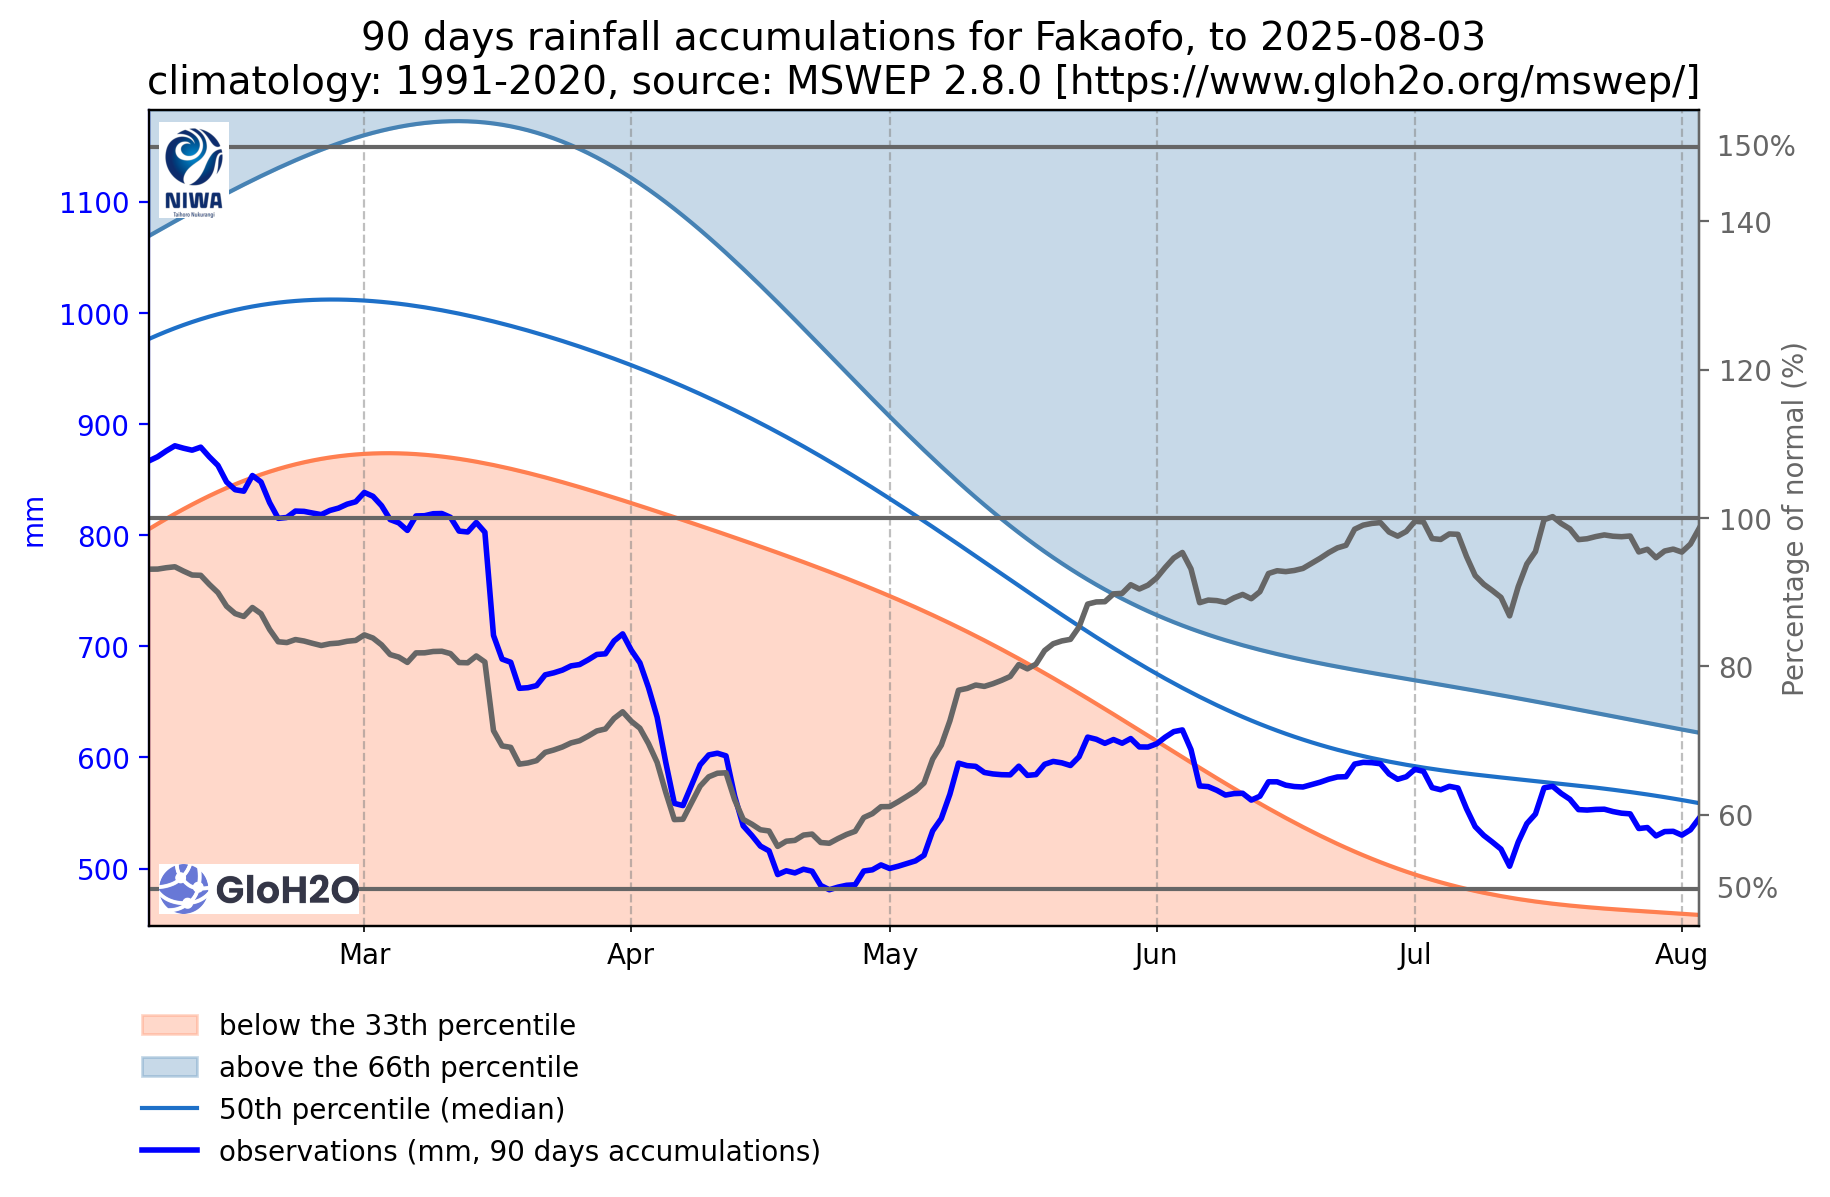 90 days rainfall accumulations for Fakaofo, to 2025-08-03
climatology: 1991-2020, source: MSWEP 2.8.0 [https://www.gloh2o.org/mswep/]
NIWA
Taihoro Nukurangi
1100
1000
900
800
700
600
500
mm
150%
140
120
100
80
60
50%
Percentage of normal (%)
GloH2O
Mar
Apr
May
Jun
Jul
Aug
below the 33th percentile
above the 66th percentile
50th percentile (median)
observations (mm, 90 days accumulations)